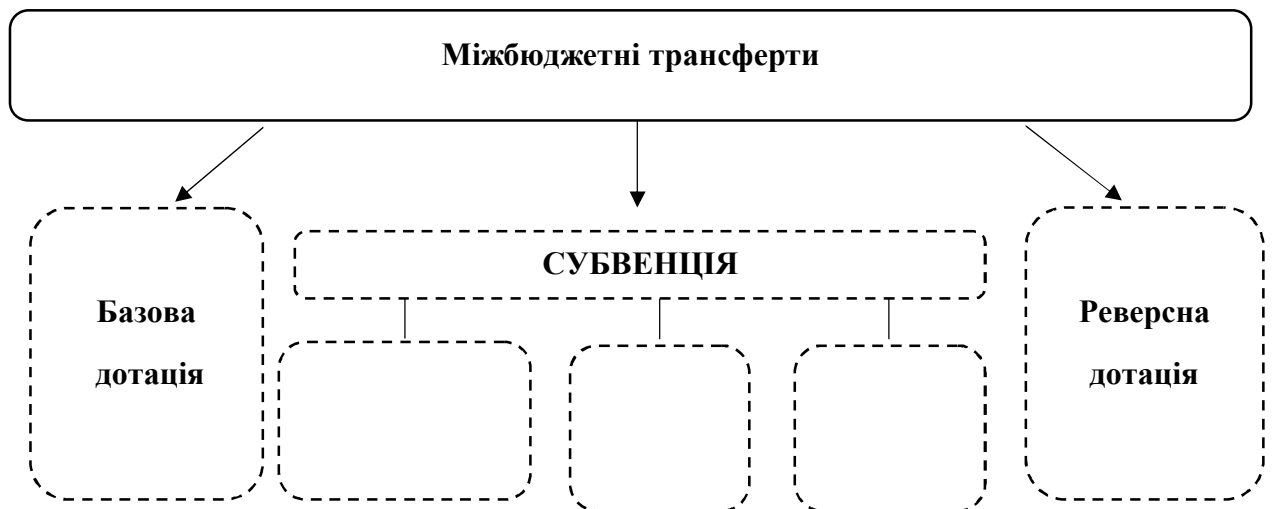 Міжбюджетні трансферти
СУБВЕНЦІЯ
Базова
дотація
Реверсна
дотація